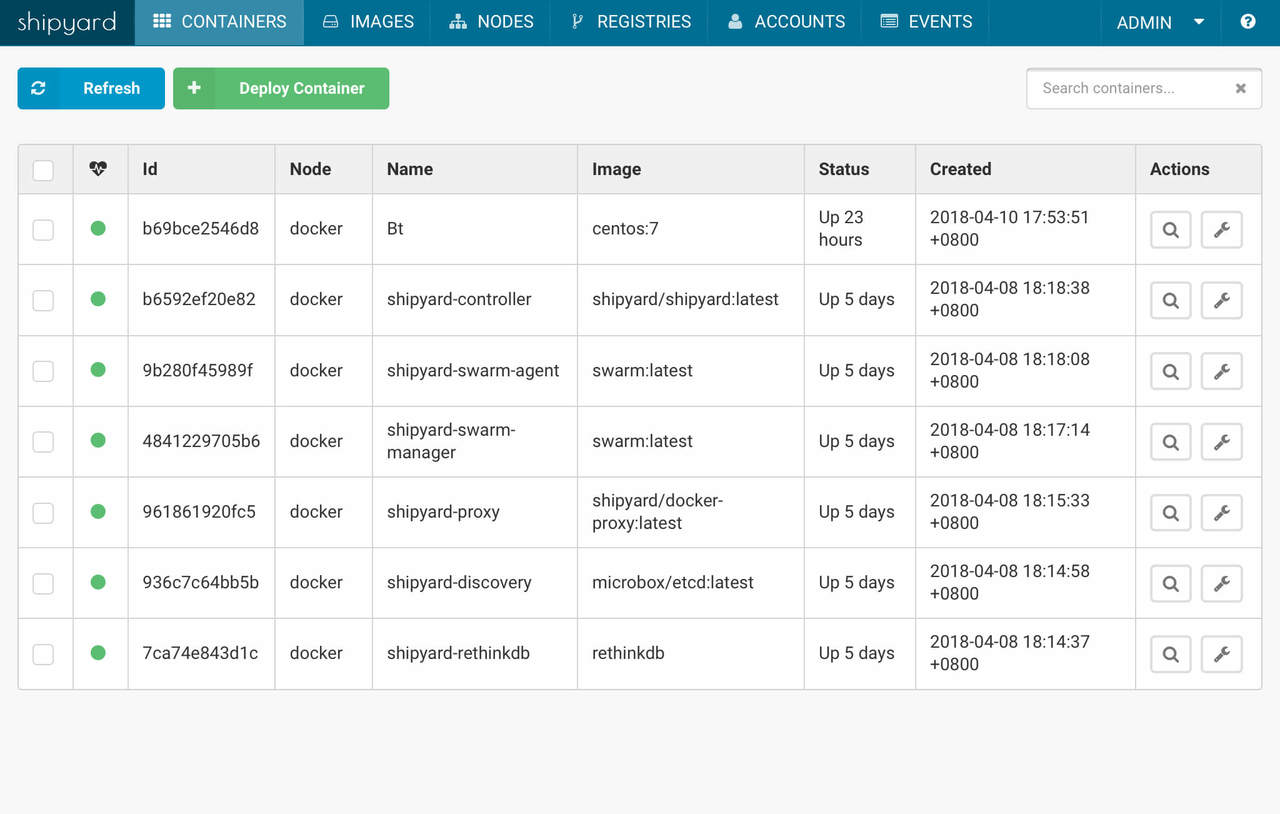 shipyard CONTAINERS IMAGES NODES REGISTRIES ACCOUNTS EVENTS ADMIN
Refresh Deploy Container Search containers...
Id Node Name Image Status Created Actions
b69bce2546d8 docker Bt centos:7 Up 23 hours 2018-04-10 17:53:51 +0800
b6592ef20e82 docker shipyard-controller shipyard/shipyard:latest Up 5 days 2018-04-08 18:18:38 +0800
9b280f45989f docker shipyard-swarm-agent swarm:latest Up 5 days 2018-04-08 18:18:08 +0800
4841229705b6 docker shipyard-swarm-manager swarm:latest Up 5 days 2018-04-08 18:17:14 +0800
961861920fc5 docker shipyard-proxy shipyard/docker-proxy:latest Up 5 days 2018-04-08 18:15:33 +0800
936c7c64bb5b docker shipyard-discovery microbox/etcd:latest Up 5 days 2018-04-08 18:14:58 +0800
7ca74e843d1c docker shipyard-rethinkdb rethinkdb Up 5 days 2018-04-08 18:14:37 +0800